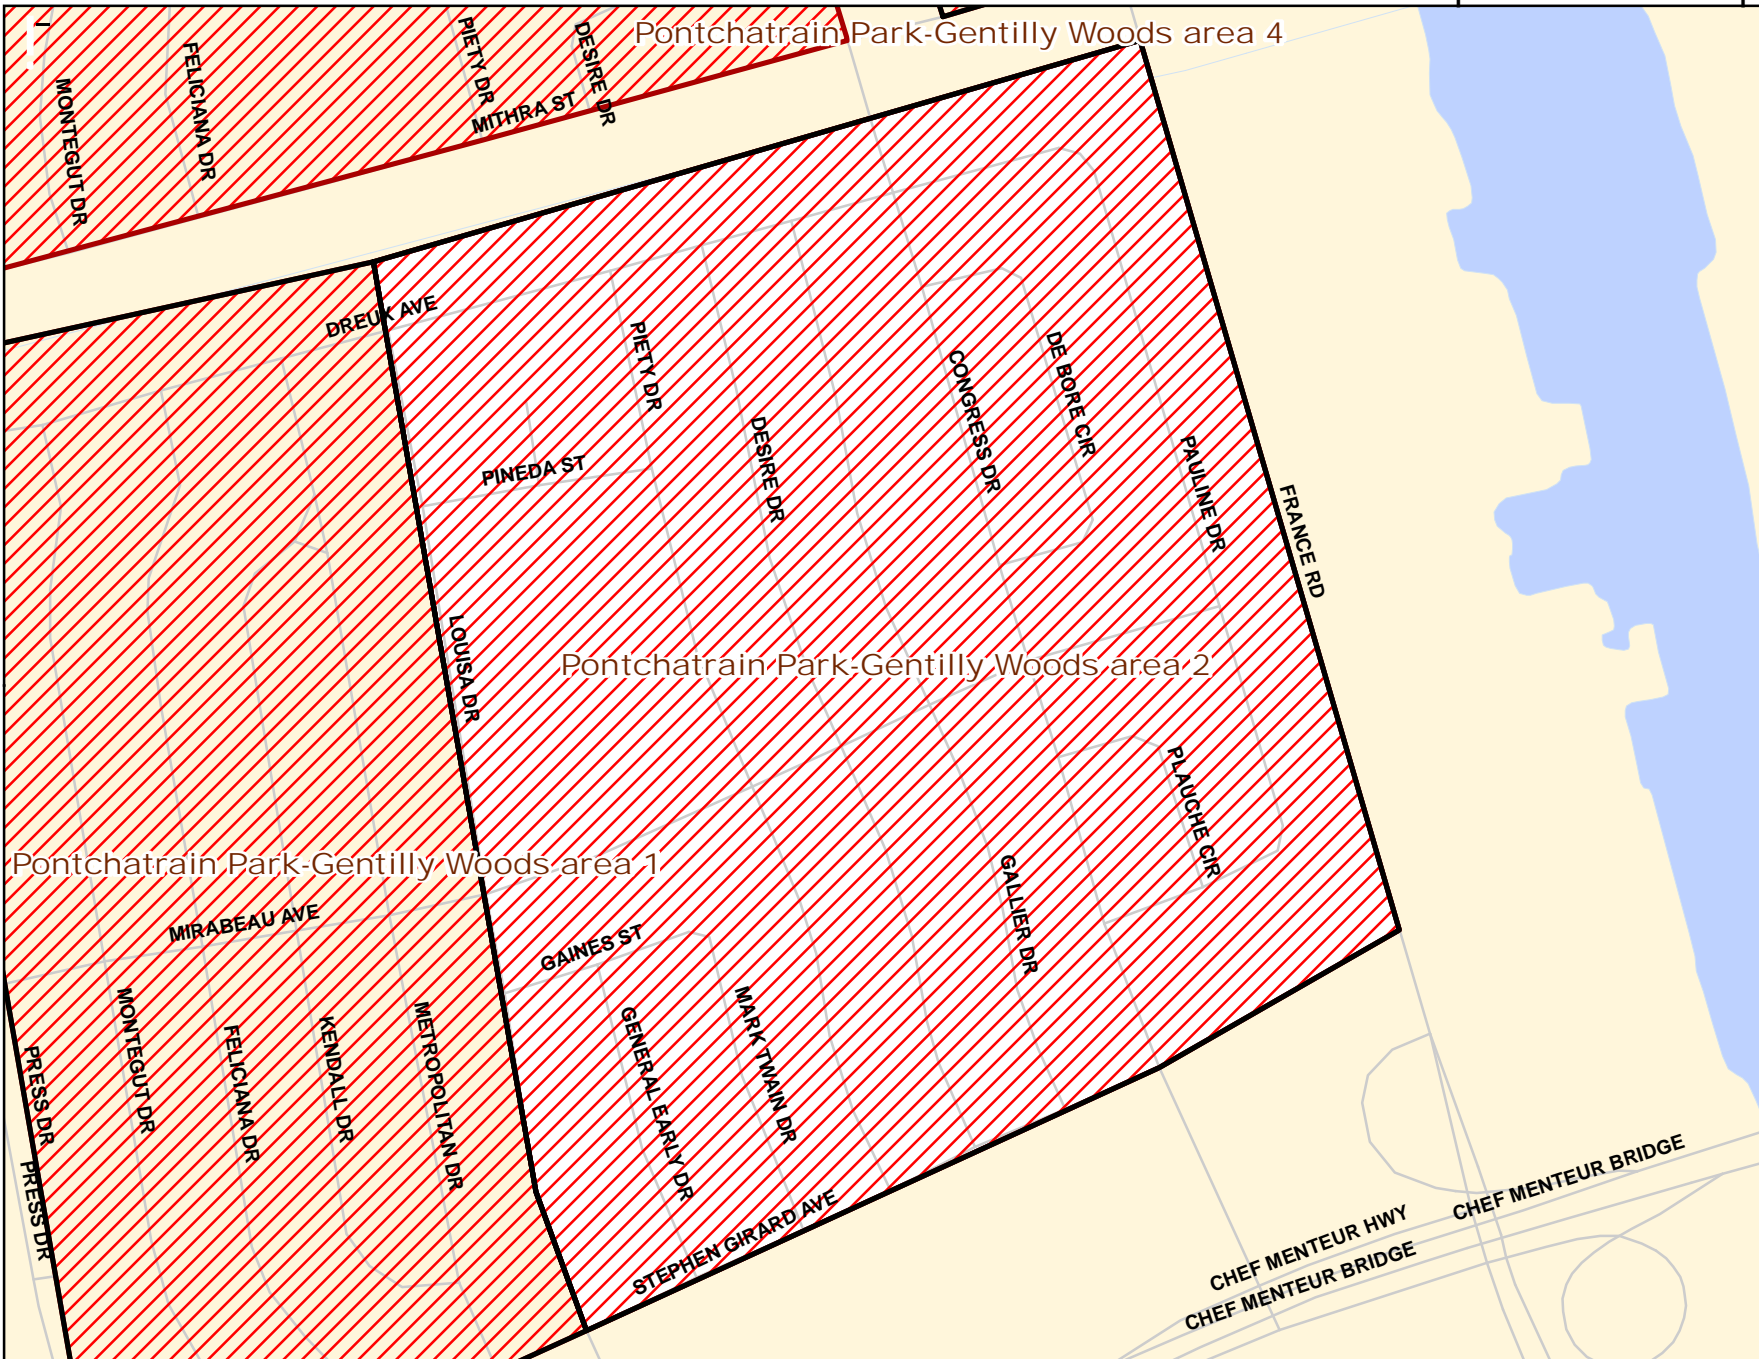 Pontchatrain Park-Gentilly Woods area 4
MONTEGUT DR
FELICIANA DR
PIETY DR
DESIRE DR
MITHRA ST
DREUX AVE
PIETY DR
PINEDA ST
DESIRE DR
CONGRESS DR
DE BORE CIR
PAULINE DR
FRANCE RD
LOUISA DR
Pontchatrain Park-Gentilly Woods area 2
PLAUCHE CIR
Pontchatrain Park-Gentilly Woods area 1
MIRABEAU AVE
GAINES ST
GALLIER DR
PRESS DR
MONTEGUT DR
FELICIANA DR
KENDALL DR
METROPOLITAN DR
GENERAL EARLY DR
MARK TWAIN DR
PRESS DR
STEPHEN GIRARD AVE
CHEF MENTEUR BRIDGE
CHEF MENTEUR HWY
CHEF MENTEUR BRIDGE